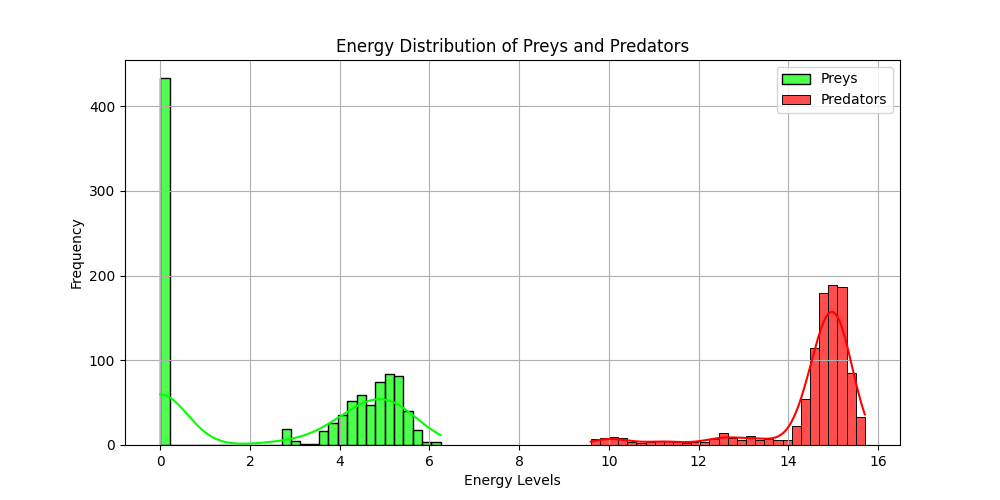 Energy Distribution of Preys and Predators
Preys
Predators
Frequency
400
300
200
100
0
0 2 4 6 8 10 12 14 16
Energy Levels